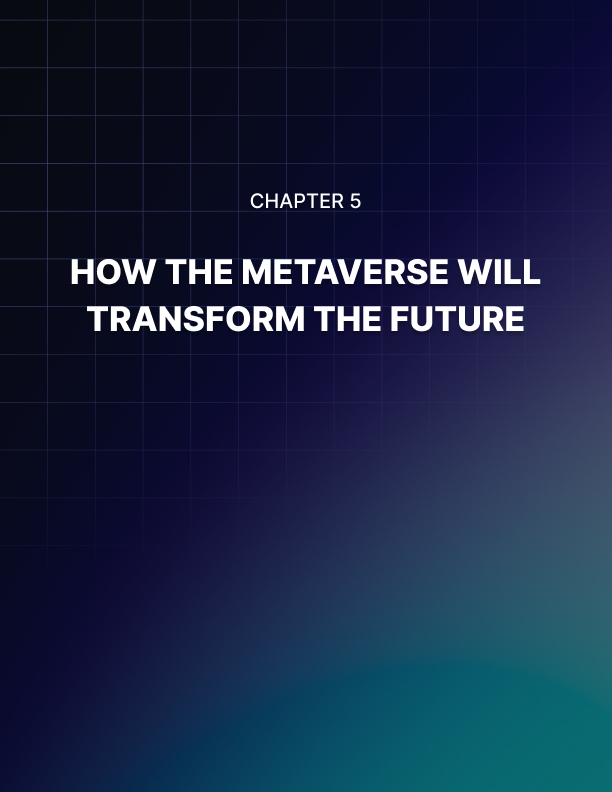 CHAPTER 5
HOW THE METAVERSE WILL
TRANSFORM THE FUTURE